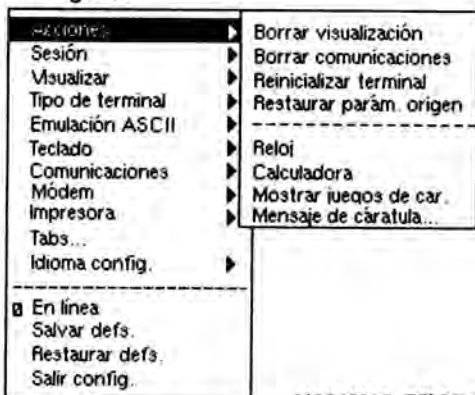 Acciones
Sesión
Visualizar
Tipo de terminal
Emulación ASCII
Teclado
Comunicaciones
Módem
Impresora
Tabs...
Idioma config.
En línea
Salvar defs.
Restaurar defs.
Salir config.
Borrar visualización
Borrar comunicaciones
Reinicializar terminal
Restaurar parám. origen
Reloj
Calculadora
Mostrar juegos de car.
Mensaje de carátula...